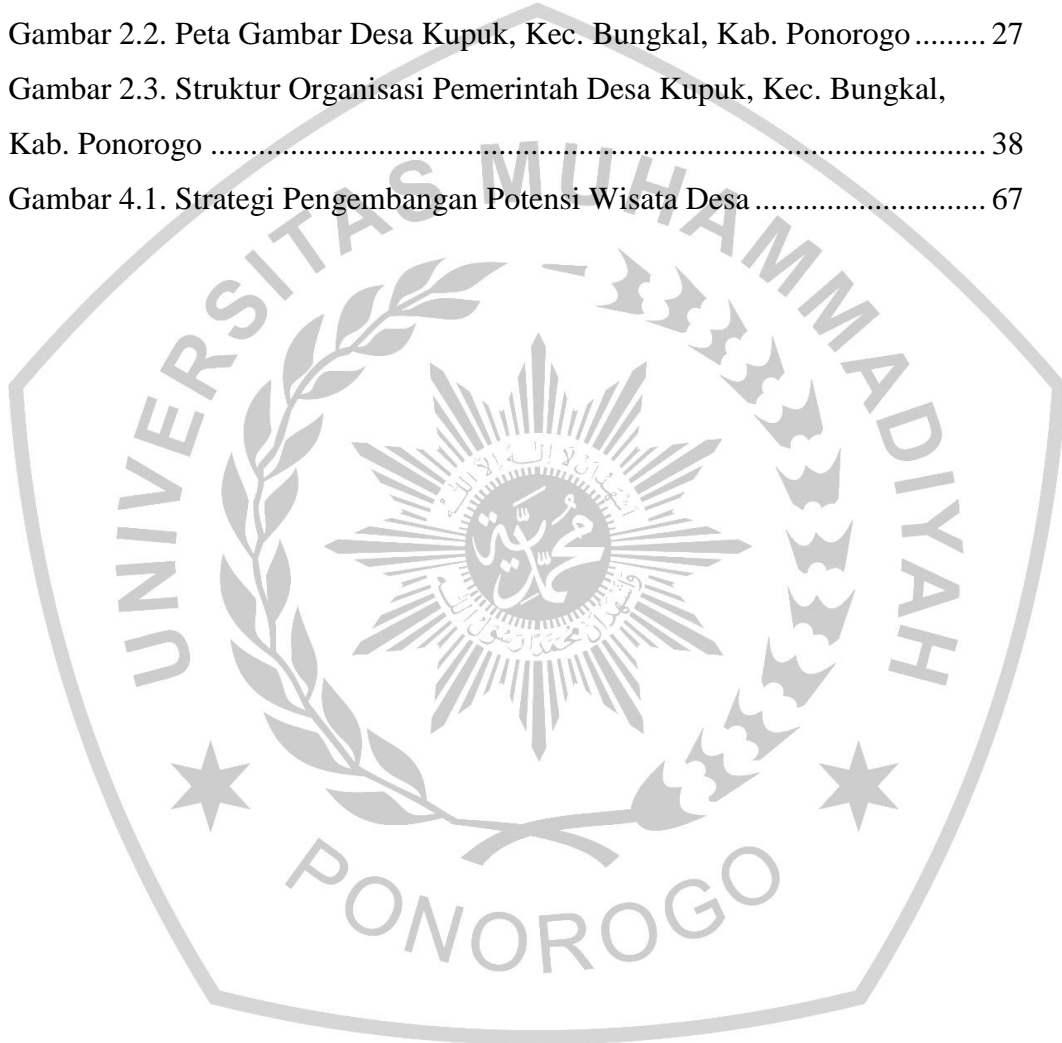 Gambar 2.2. Peta Gambar Desa Kupuk, Kec. Bungkal, Kab. Ponorogo ......... 27
Gambar 2.3. Struktur Organisasi Pemerintah Desa Kupuk, Kec. Bungkal,
Kab. Ponorogo ........................................................................................ 38
Gambar 4.1. Strategi Pengembangan Potensi Wisata Desa ............................. 67
UNIVERSITAS MUHAMMADIYAH
محمدية
PONOROGO